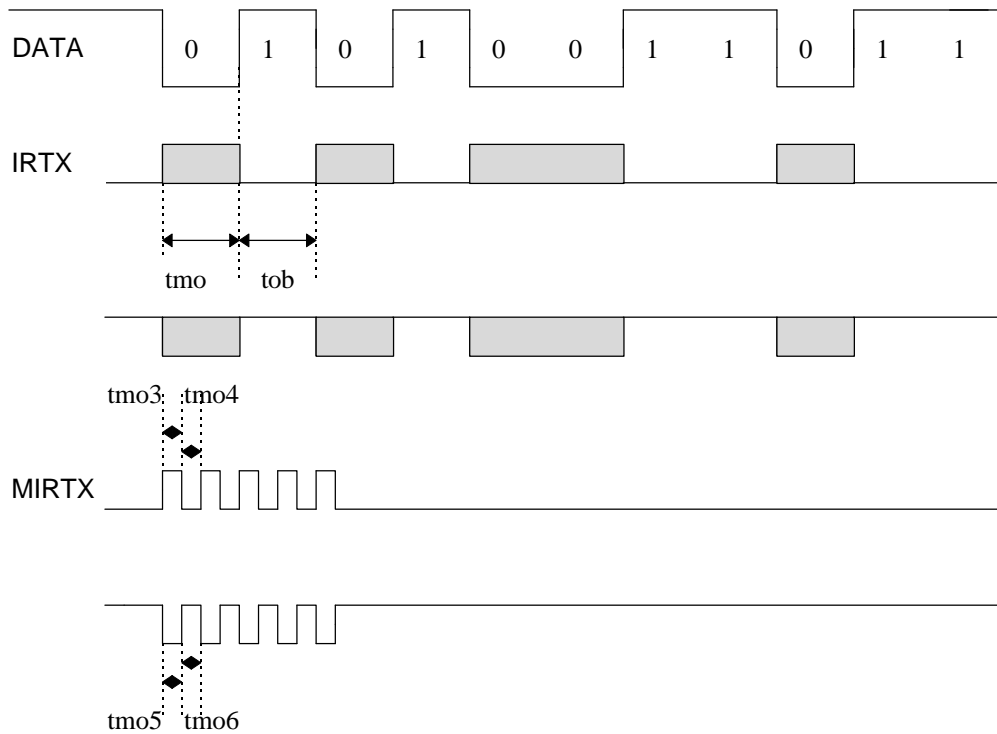 DATA 0 1 0 1 0 0 1 1 0 1 1
IRTX
tmo tob
tmo3 tmo4
MIRTX
tmo5 tmo6